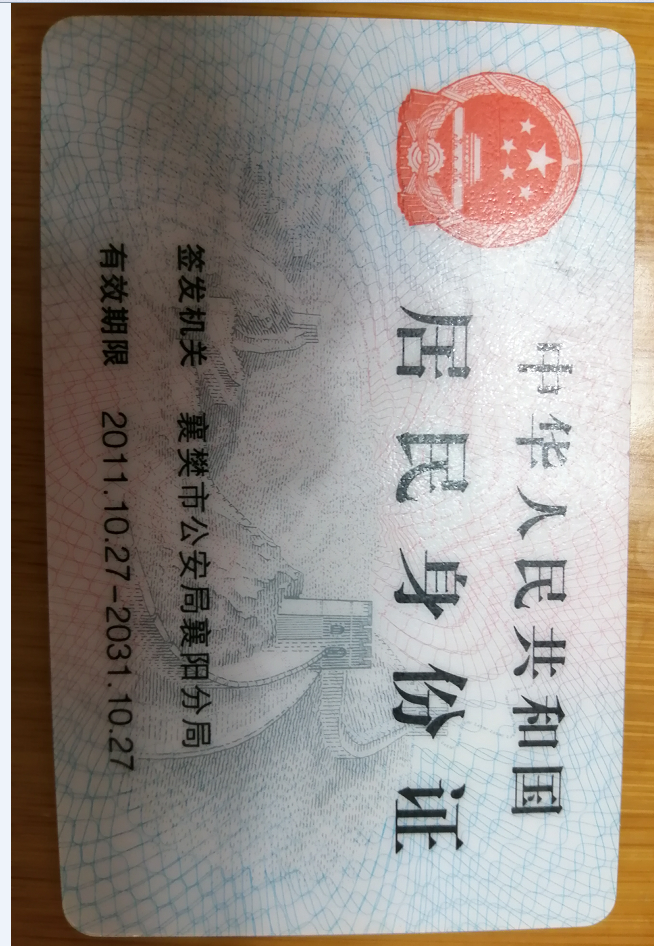 中华人民共和国
居民身份证
签发机关 襄樊市公安局襄阳分局
有效期限 2011.10.27-2031.10.27